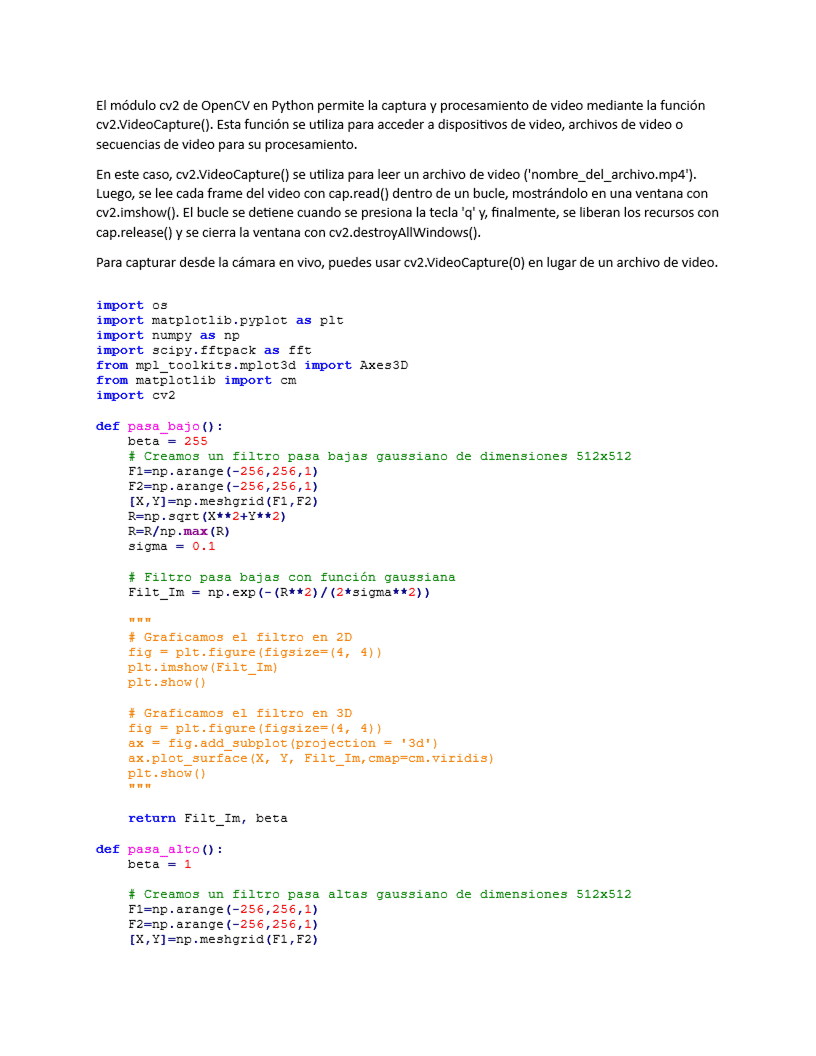 El módulo cv2 de OpenCV en Python permite la captura y procesamiento de video mediante la función
cv2.VideoCapture(). Esta función se utiliza para acceder a dispositivos de video, archivos de video o
secuencias de video para su procesamiento.
En este caso, cv2.VideoCapture() se utiliza para leer un archivo de video ('nombre_del_archivo.mp4').
Luego, se lee cada frame del video con cap.read() dentro de un bucle, mostrándolo en una ventana con
cv2.imshow(). El bucle se detiene cuando se presiona la tecla 'q' y, finalmente, se liberan los recursos con
cap.release() y se cierra la ventana con cv2.destroyAllWindows().
Para capturar desde la cámara en vivo, puedes usar cv2.VideoCapture(0) en lugar de un archivo de video.
import os
import matplotlib.pyplot as plt
import numpy as np
import scipy.fftpack as fft
from mpl_toolkits.mplot3d import Axes3D
from matplotlib import cm
import cv2
def pasa_bajo():
    beta = 255
    # Creamos un filtro pasa bajas gaussiano de dimensiones 512x512
    F1=np.arange(-256,256,1)
    F2=np.arange(-256,256,1)
    [X,Y]=np.meshgrid(F1,F2)
    R=np.sqrt(X**2+Y**2)
    R=R/np.max(R)
    sigma = 0.1
    # Filtro pasa bajas con función gaussiana
    Filt_Im = np.exp(-(R**2)/(2*sigma**2))
    """
    # Graficamos el filtro en 2D
    fig = plt.figure(figsize=(4, 4))
    plt.imshow(Filt_Im)
    plt.show()
    # Graficamos el filtro en 3D
    fig = plt.figure(figsize=(4, 4))
    ax = fig.add_subplot(projection = '3d')
    ax.plot_surface(X, Y, Filt_Im,cmap=cm.viridis)
    plt.show()
    """
    return Filt_Im, beta
def pasa_alto():
    beta = 1
    # Creamos un filtro pasa altas gaussiano de dimensiones 512x512
    F1=np.arange(-256,256,1)
    F2=np.arange(-256,256,1)
    [X,Y]=np.meshgrid(F1,F2)